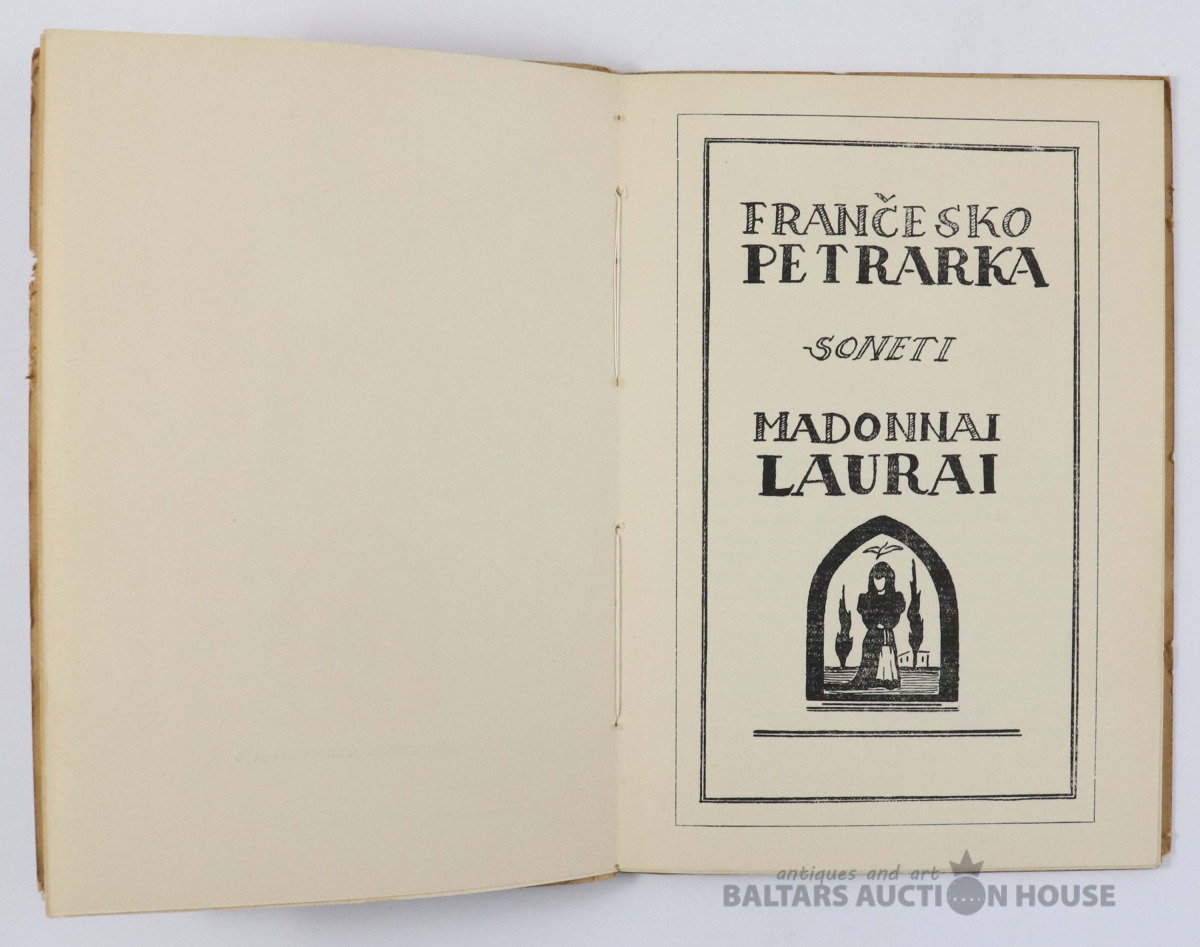 FRANČESKO
PETRARKA
SONETI
MADONNAI
LAURAI
antiques and art
BALTARS AUCTION HOUSE